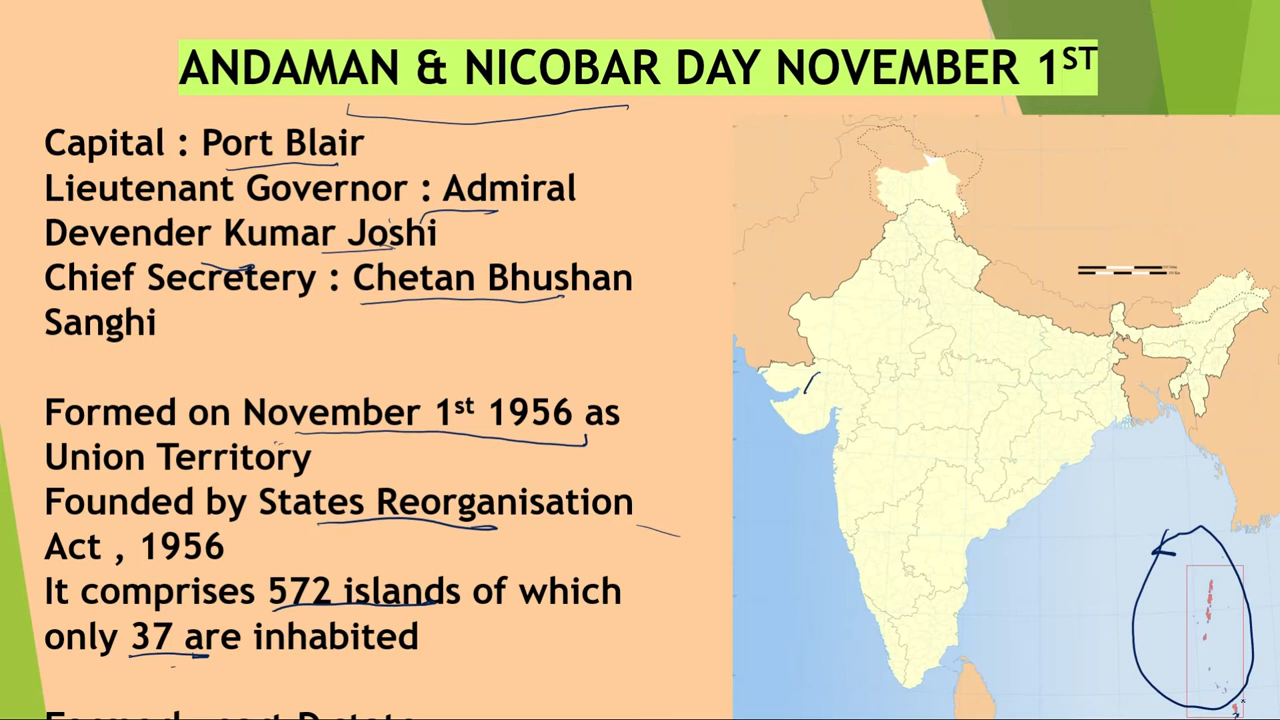 ANDAMAN & NICOBAR DAY NOVEMBER 1ST
Capital : Port Blair
Lieutenant Governor : Admiral
Devender Kumar Joshi
Chief Secretery : Chetan Bhushan
Sanghi
Formed on November 1st 1956 as
Union Territory
Founded by States Reorganisation
Act , 1956
It comprises 572 islands of which
only 37 are inhabited